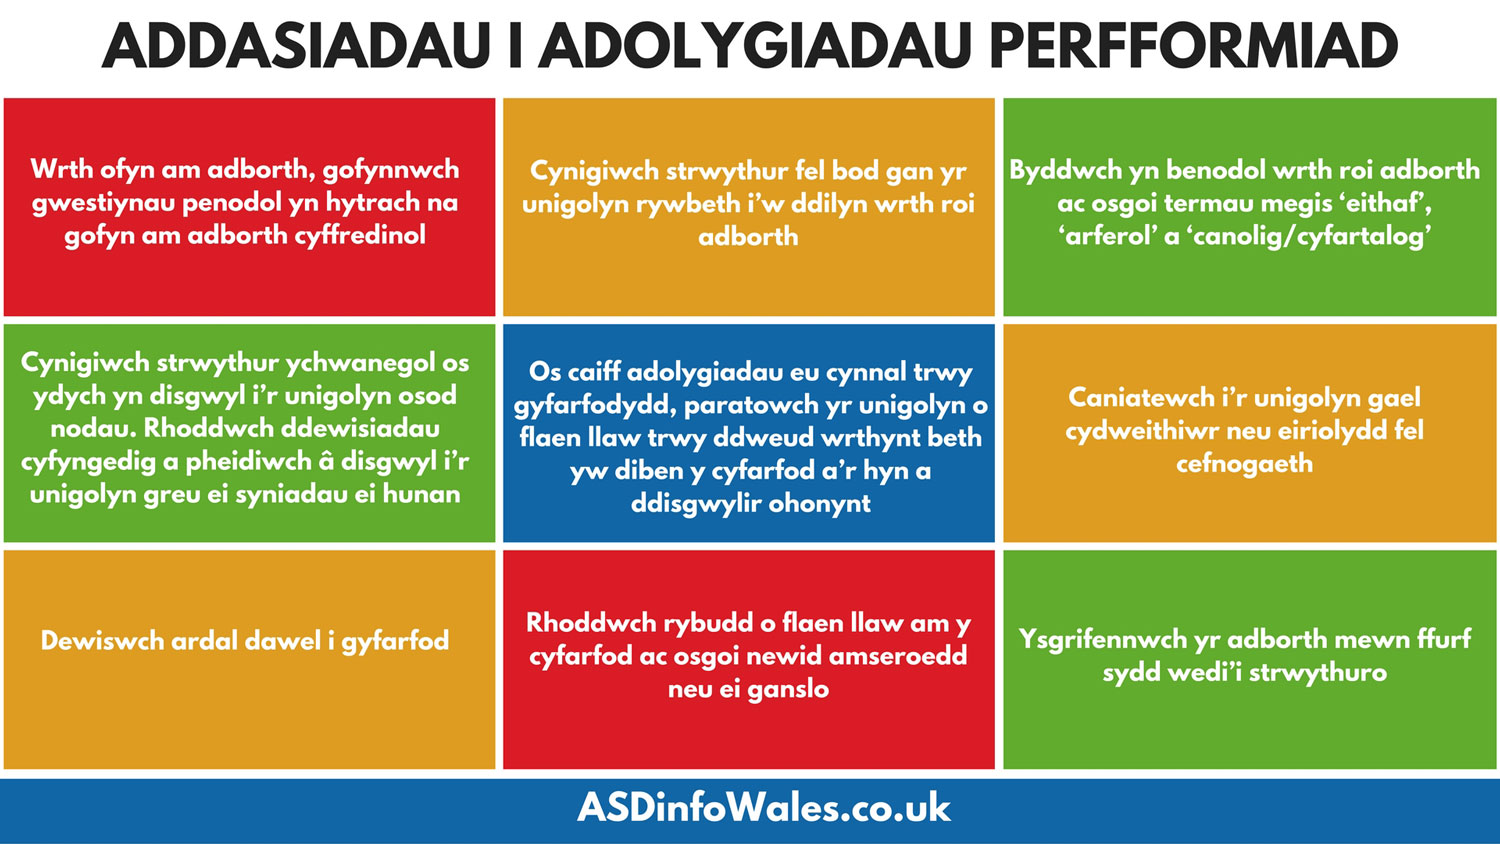 ADDASIADAU I ADOLYGIADAU PERFFORMIAD
Wrth ofyn am adborth, gofynnwch
gwestiynau penodol yn hytrach na
gofyn am adborth cyffredinol
Cynigiwch strwythur fel bod gan yr
unigolyn rywbeth i’w ddilyn wrth roi
adborth
Byddwch yn benodol wrth roi adborth
ac osgoi termau megis ‘eithaf’,
‘arferol’ a ‘canolig/cyfartalog’
Cynigiwch strwythur ychwanegol os
ydych yn disgwyl i’r unigolyn osod
nodau. Rhoddwch ddewisiadau
cyfyngedig a pheidiwch â disgwyl i’r
unigolyn greu ei syniadau ei hunan
Os caiff adolygiadau eu cynnal trwy
gyfarfodydd, paratowch yr unigolyn o
flaen llaw trwy ddweud wrthynt beth
yw diben y cyfarfod a’r hyn a
ddisgwylir ohonynt
Caniatewch i’r unigolyn gael
cydweithiwr neu eiriolydd fel
cefnogaeth
Dewiswch ardal dawel i gyfarfod
Rhoddwch rybudd o flaen llaw am y
cyfarfod ac osgoi newid amseroedd
neu ei ganslo
Ysgrifennwch yr adborth mewn ffurf
sydd wedi’i strwythuro
ASDinfoWales.co.uk